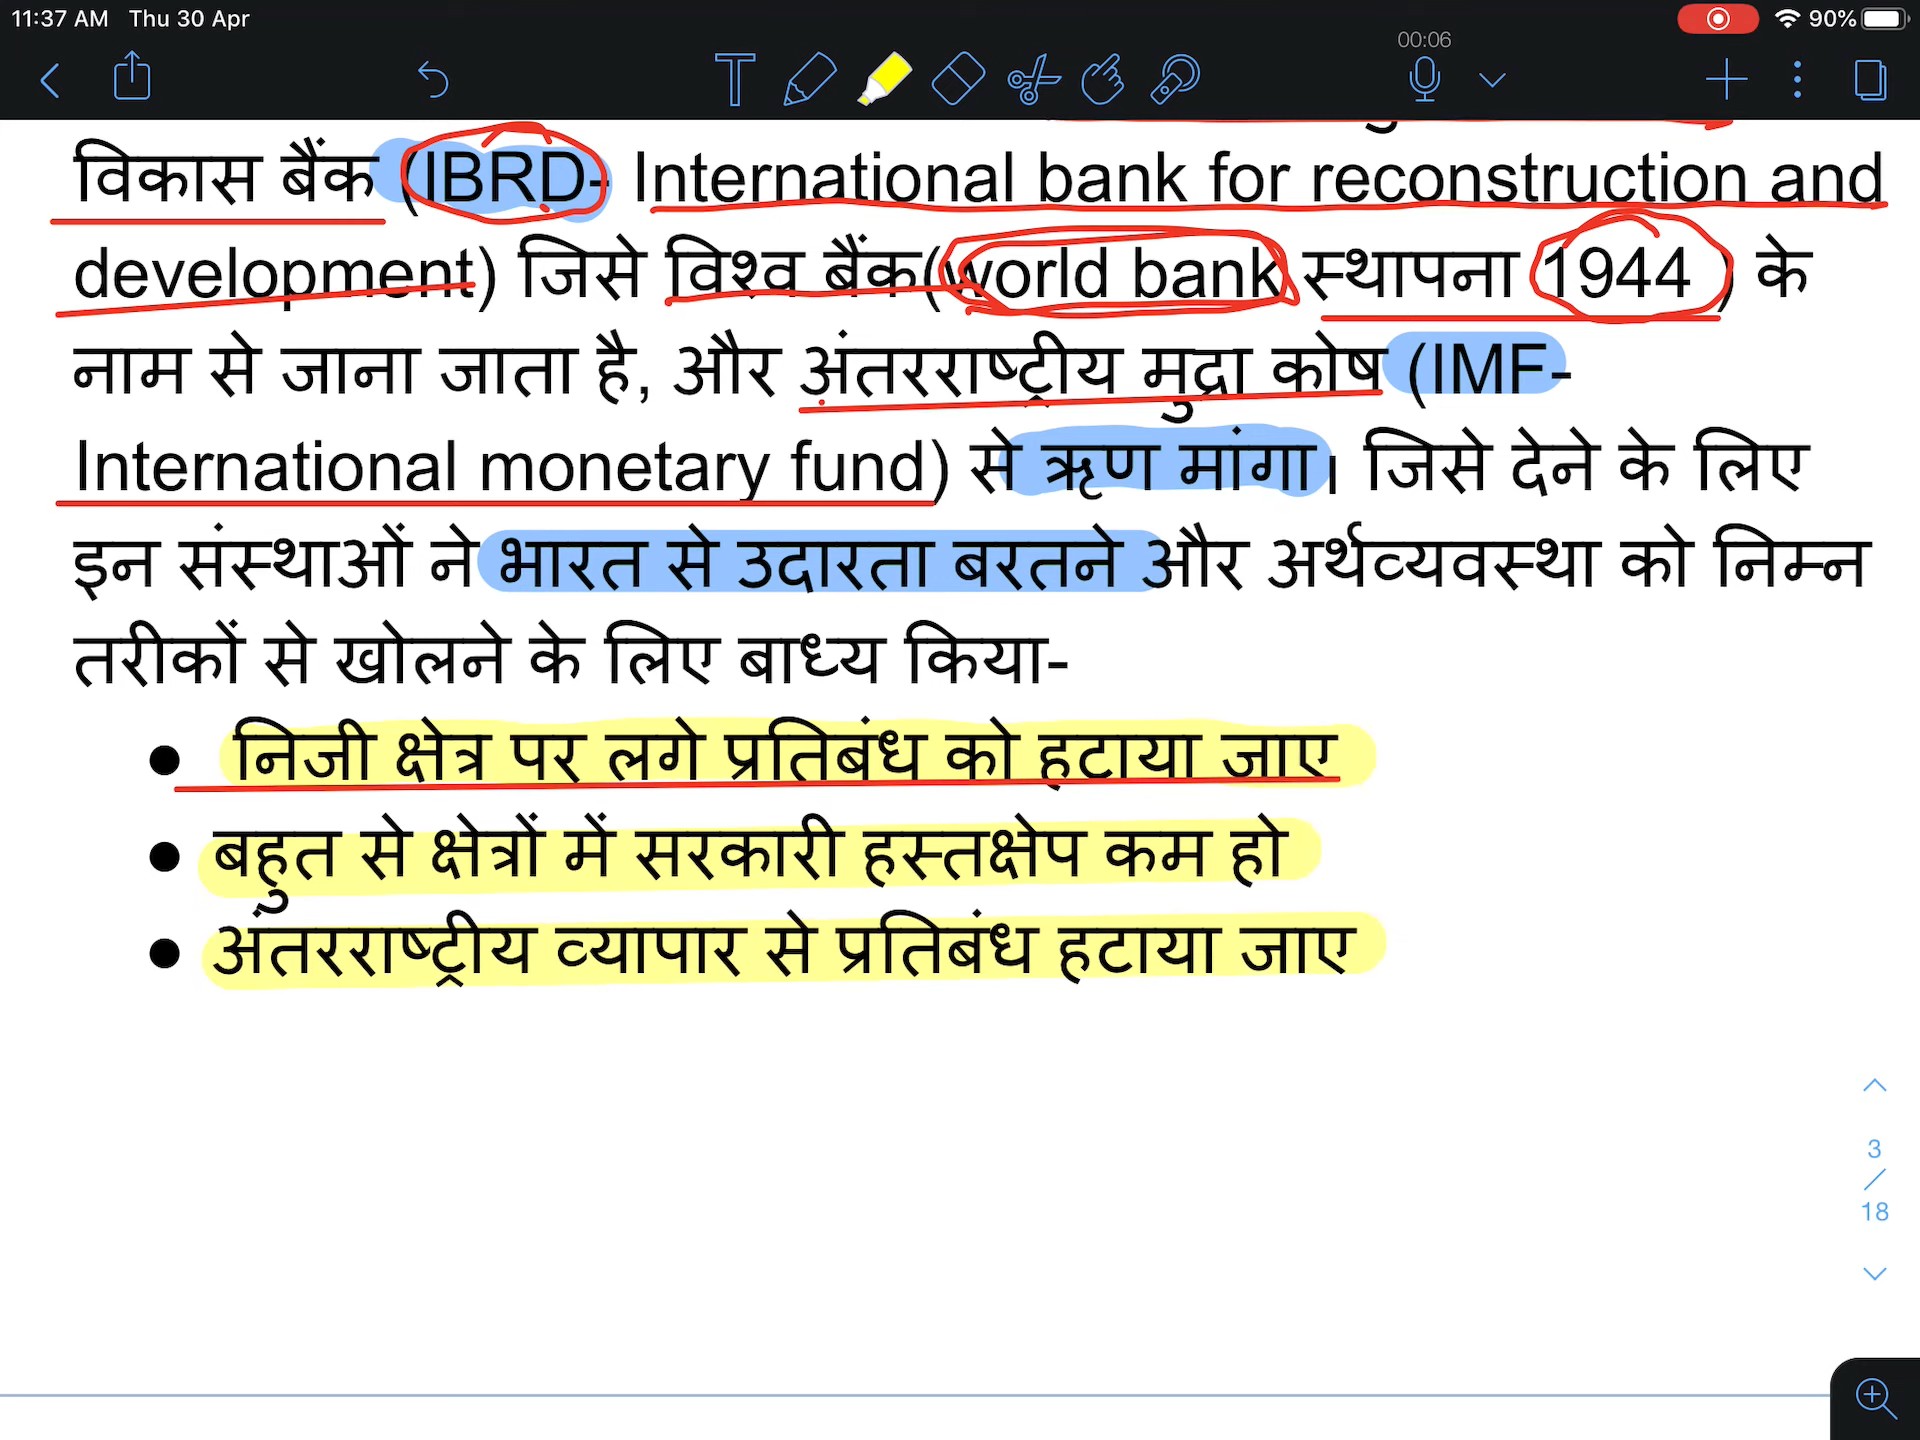 11:37 AM Thu 30 Apr 90%
00:06
विकास बैंक (IBRD- International bank for reconstruction and
development) जिसे विश्व बैंक(world bank स्थापना 1944 ) के
नाम से जाना जाता है, और अंतरराष्ट्रीय मुद्रा कोष (IMF-
International monetary fund) से ऋण मांगा। जिसे देने के लिए
इन संस्थाओं ने भारत से उदारता बरतने और अर्थव्यवस्था को निम्न
तरीकों से खोलने के लिए बाध्य किया-
● निजी क्षेत्र पर लगे प्रतिबंध को हटाया जाए
● बहुत से क्षेत्रों में सरकारी हस्तक्षेप कम हो
● अंतरराष्ट्रीय व्यापार से प्रतिबंध हटाया जाए
3
/
18